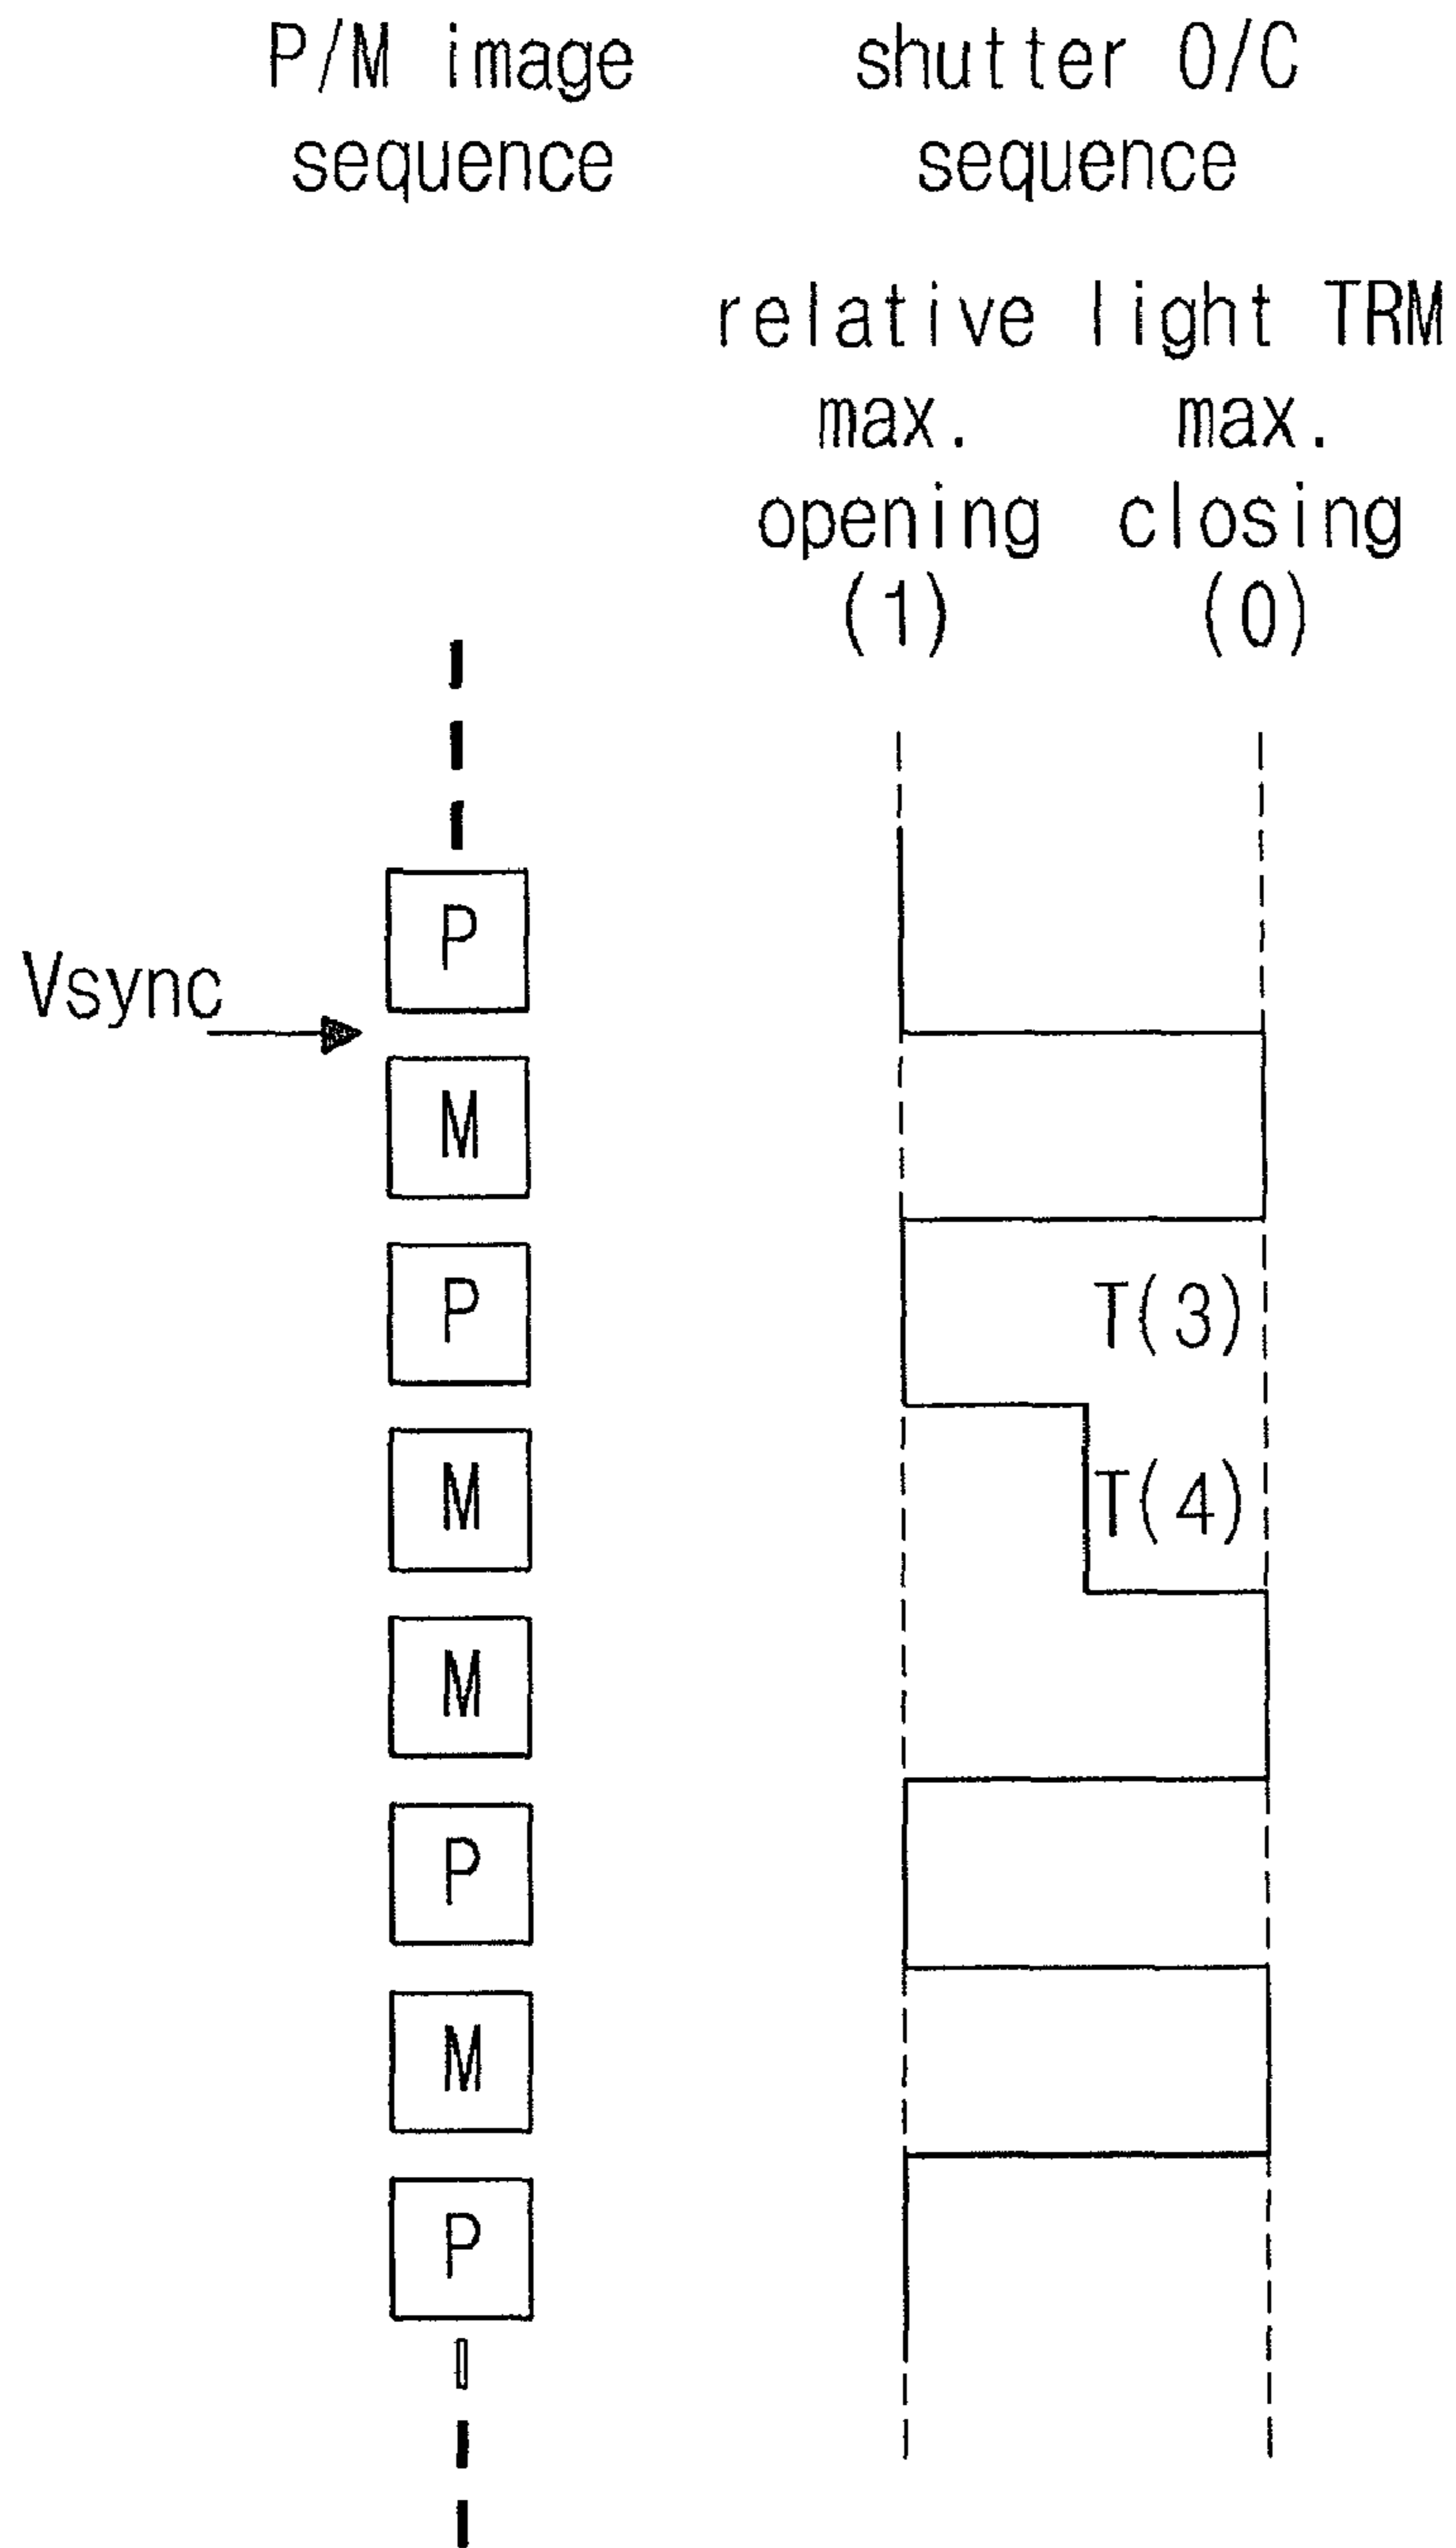 P/M image sequence
shutter O/C sequence
relative light TRM
max. opening (1)
max. closing (0)
P
Vsync
M
P
T(3)
M
T(4)
M
P
M
P